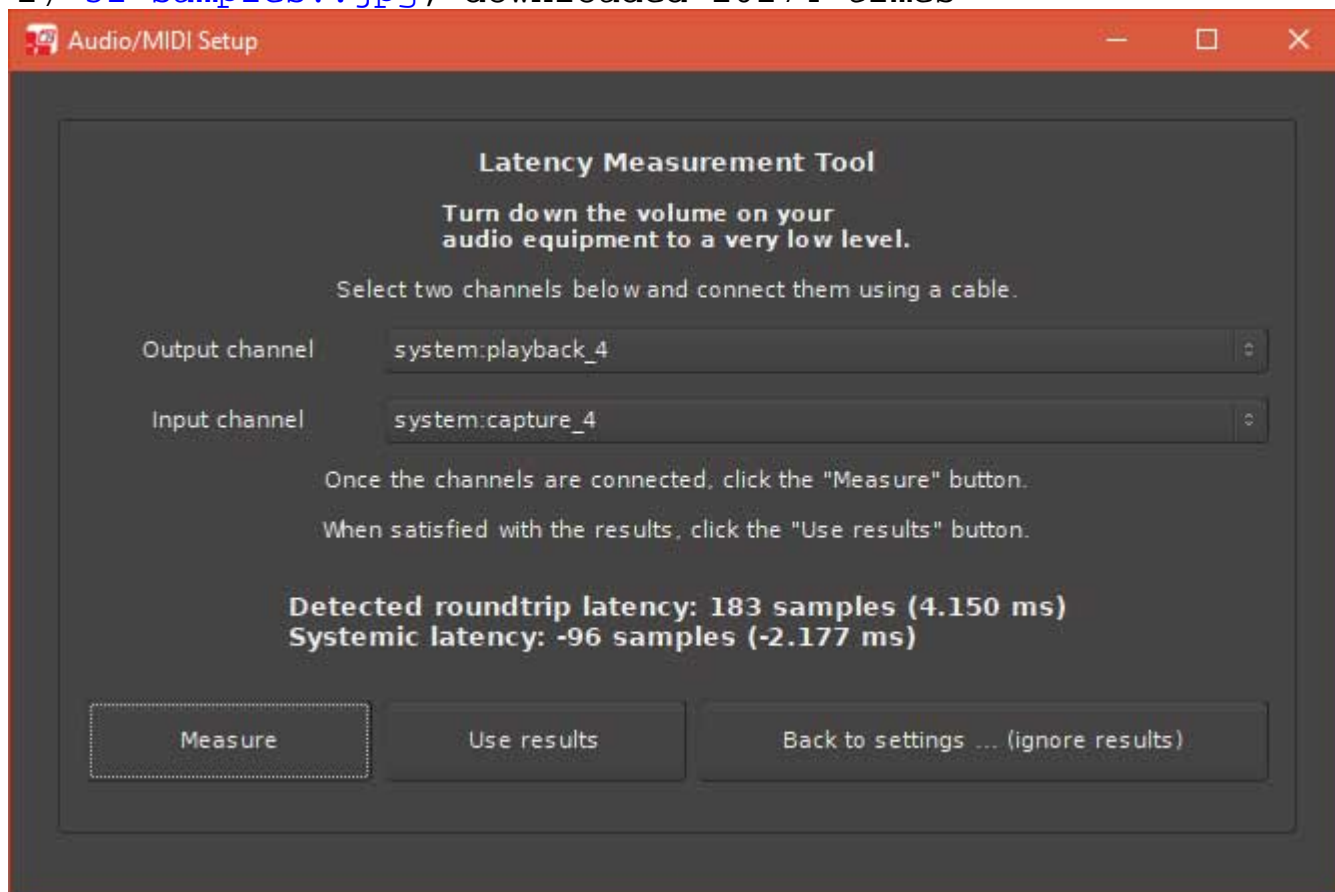 Audio/MIDI Setup
Latency Measurement Tool
Turn down the volume on your
audio equipment to a very low level.
Select two channels below and connect them using a cable.
Output channel system:playback_4
Input channel system:capture_4
Once the channels are connected, click the "Measure" button.
When satisfied with the results, click the "Use results" button.
Detected roundtrip latency: 183 samples (4.150 ms)
Systemic latency: -96 samples (-2.177 ms)
Measure Use results Back to settings ... (ignore results)